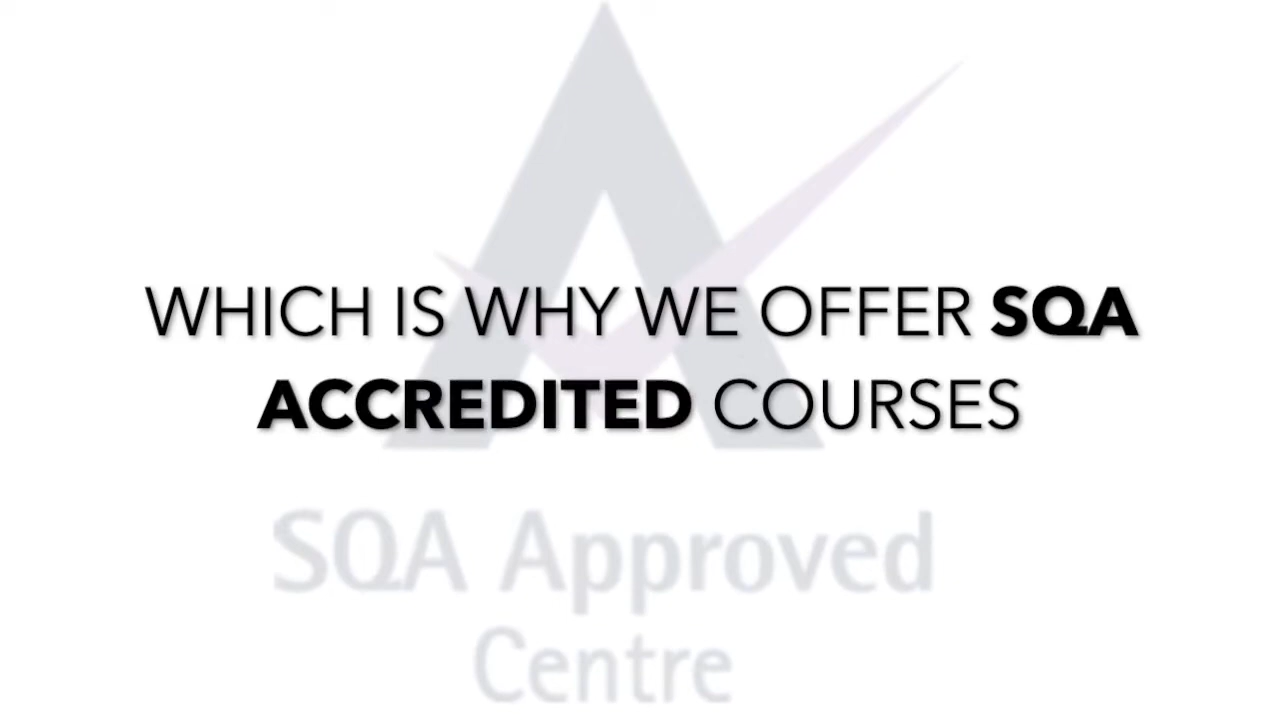 WHICH IS WHY WE OFFER SQA
ACCREDITED COURSES
SQA Approved
Centre